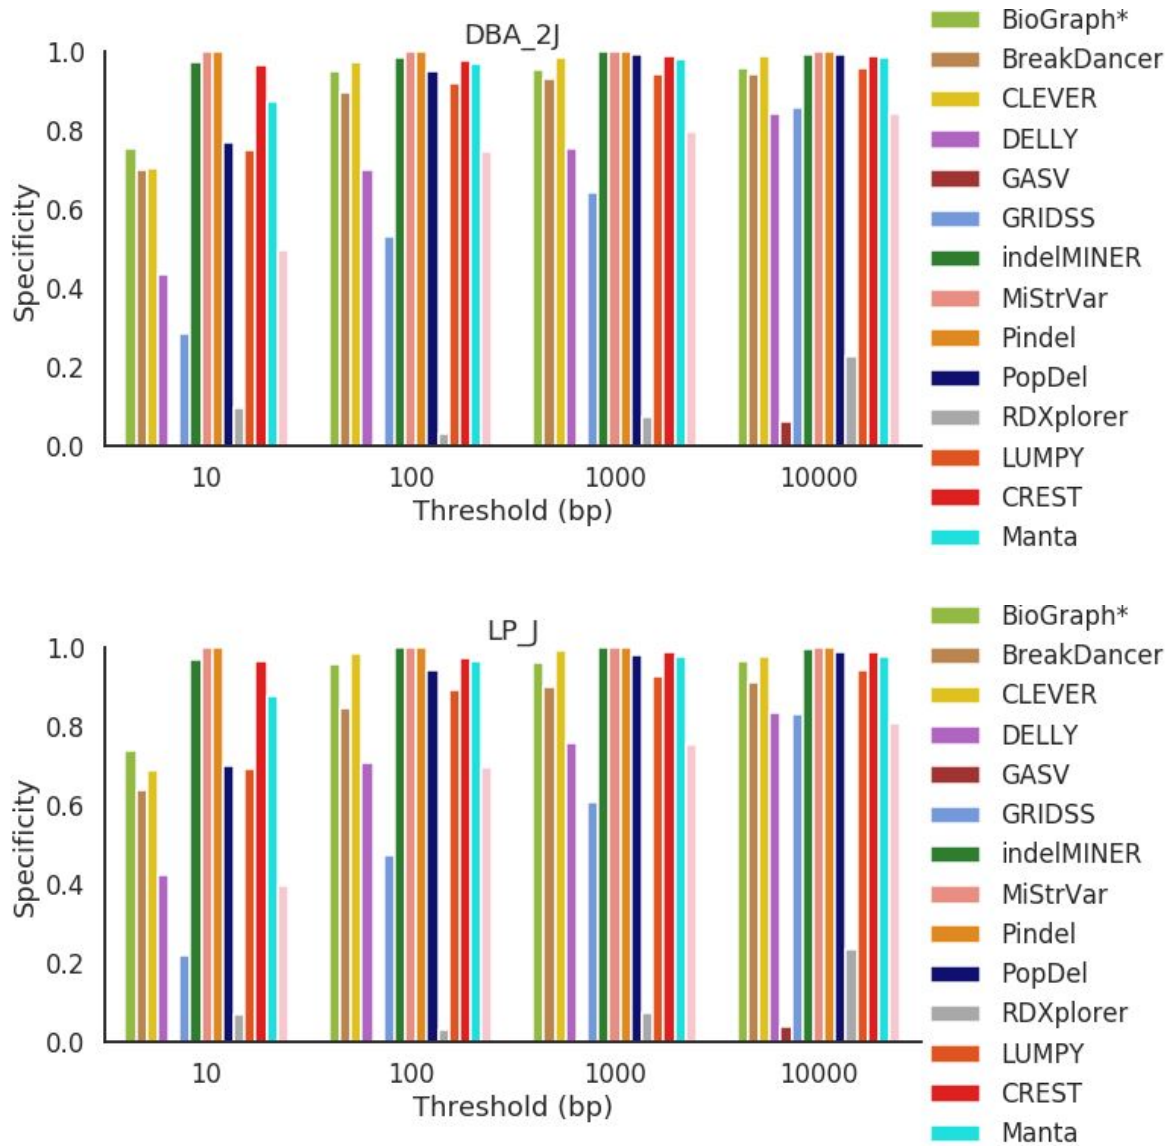 DBA_2J
1.0
0.8
0.6
0.4
0.2
0.0
Specificity
10 100 1000 10000
Threshold (bp)
BioGraph*
BreakDancer
CLEVER
DELLY
GASV
GRIDSS
indelMINER
MiStrVar
Pindel
PopDel
RDXplorer
LUMPY
CREST
Manta
LP_J
1.0
0.8
0.6
0.4
0.2
0.0
Specificity
10 100 1000 10000
Threshold (bp)
BioGraph*
BreakDancer
CLEVER
DELLY
GASV
GRIDSS
indelMINER
MiStrVar
Pindel
PopDel
RDXplorer
LUMPY
CREST
Manta